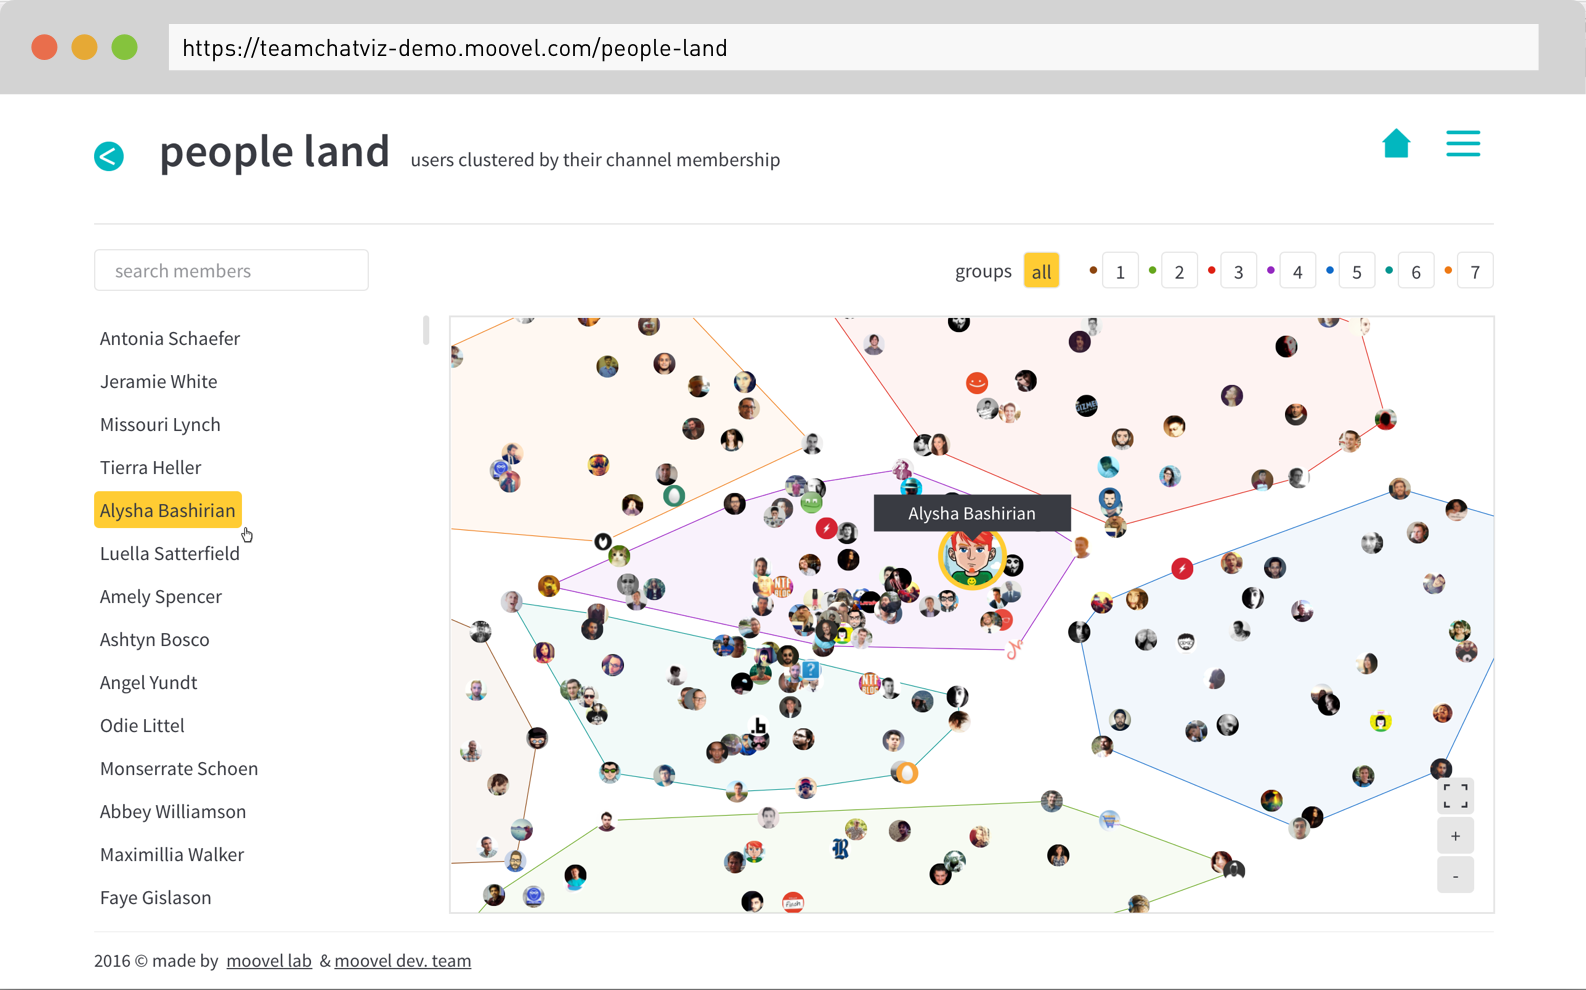 https://teamchatviz-demo.moovel.com/people-land
people land users clustered by their channel membership
search members
groups all 1 2 3 4 5 6 7
Antonia Schaefer
Jeramie White
Missouri Lynch
Tierra Heller
Alysha Bashirian
Luella Satterfield
Amely Spencer
Ashtyn Bosco
Angel Yundt
Odie Littel
Monserrate Schoen
Abbey Williamson
Maximillia Walker
Faye Gislason
Alysha Bashirian
?
.b
+
-
2016 © made by moovel lab & moovel dev. team